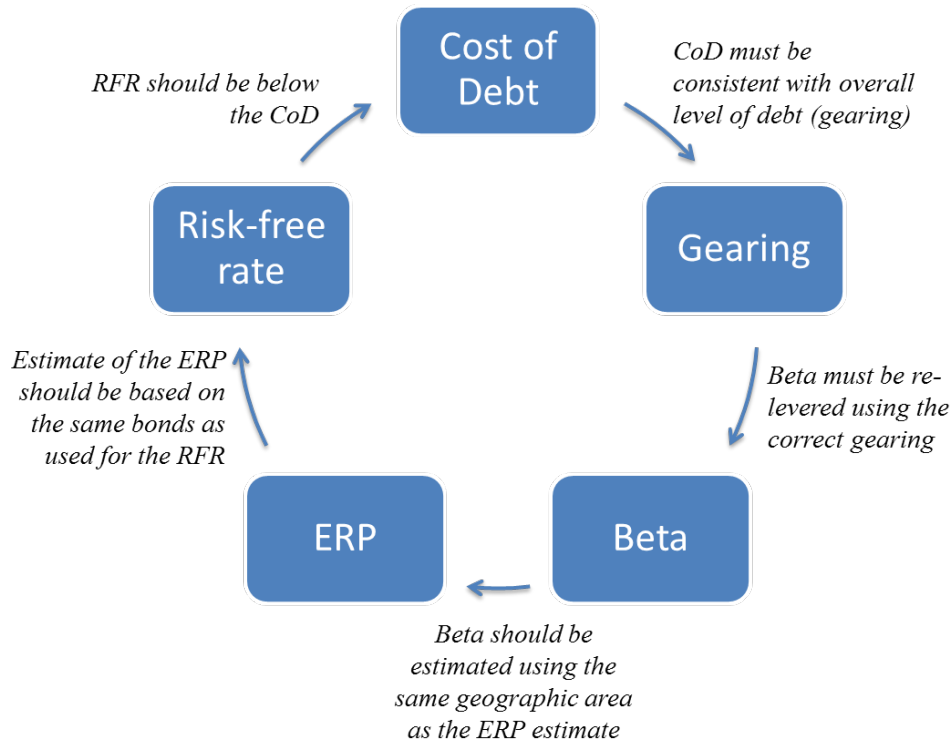 Cost of
Debt
CoD must be
consistent with overall
level of debt (gearing)
Gearing
Beta must be re-
levered using the
correct gearing
Beta
Beta should be
estimated using the
same geographic area
as the ERP estimate
ERP
Estimate of the ERP
should be based on
the same bonds as
used for the RFR
Risk-free
rate
RFR should be below
the CoD